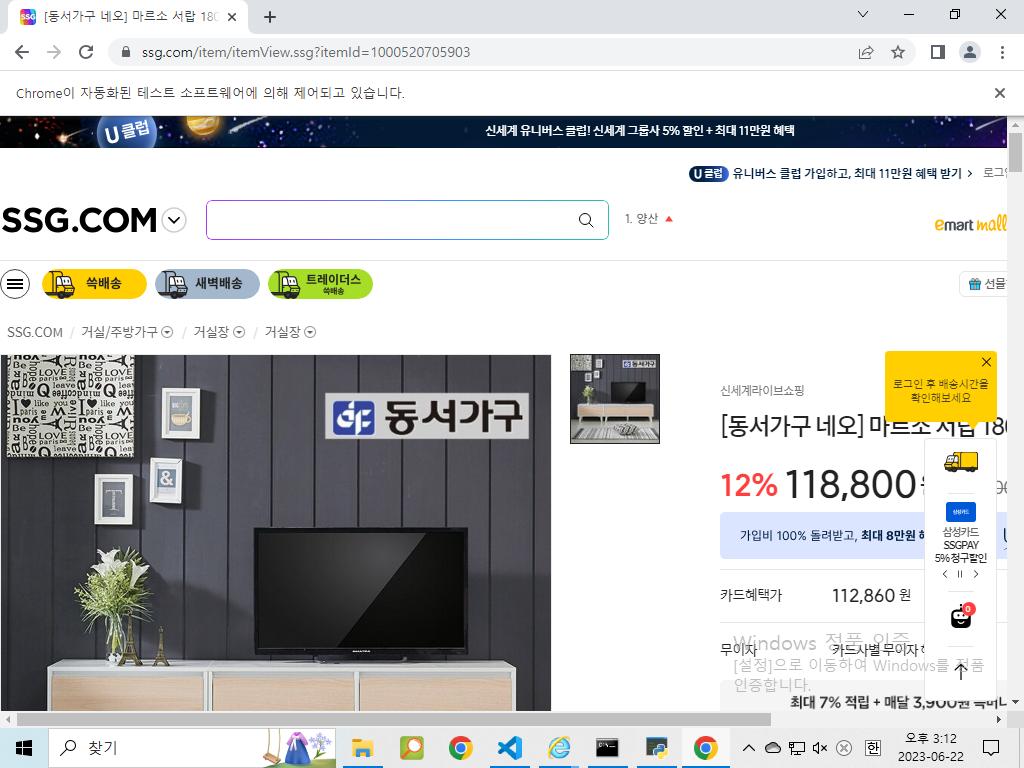 [동서가구 네오] 마르소 서랍 180
ssg.com/item/itemView.ssg?itemId=1000520705903
Chrome이 자동화된 테스트 소프트웨어에 의해 제어되고 있습니다.
U 클럽
신세계 유니버스 클럽! 신세계 그룹사 5% 할인 + 최대 11만원 혜택
U 클럽 유니버스 클럽 가입하고, 최대 11만원 혜택 받기
SSG.COM
1. 양산
emart mall
쓱배송
새벽배송
트레이더스
쓱배송
선물
SSG.COM / 거실/주방가구 / 거실장 / 거실장
동서가구
&
신세계라이브쇼핑
로그인 후 배송시간을
확인해보세요
[동서가구 네오] 마르소 서랍 180
12% 118,800
가입비 100% 돌려받고, 최대 8만원
삼성카드
삼성카드
SSGPAY
5% 청구할인
카드혜택가 112,860 원
0
무이자 카드사별 무이자
Windows 정품 인증
[설정]으로 이동하여 Windows를 정품
인증합니다.
최대 7% 적립 + 매달 3,900원
찾기
오후 3:12
2023-06-22
한